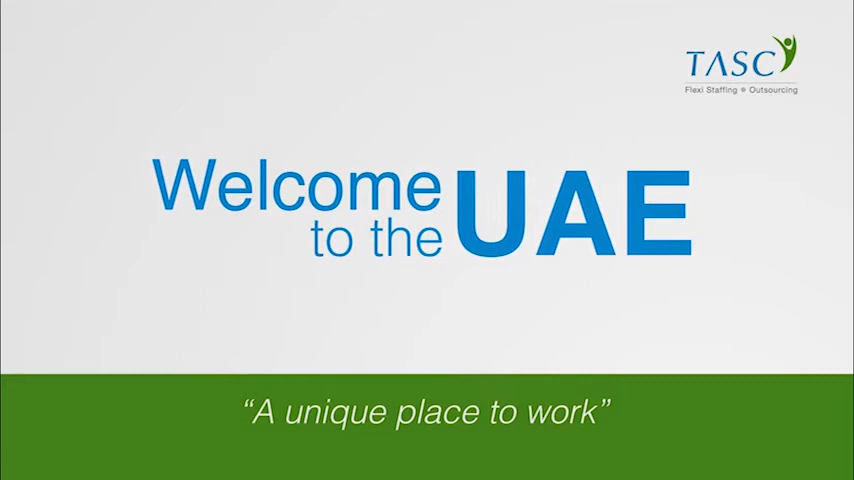 TASC
Flexi Staffing Outsourcing
Welcome
to the UAE
“A unique place to work”